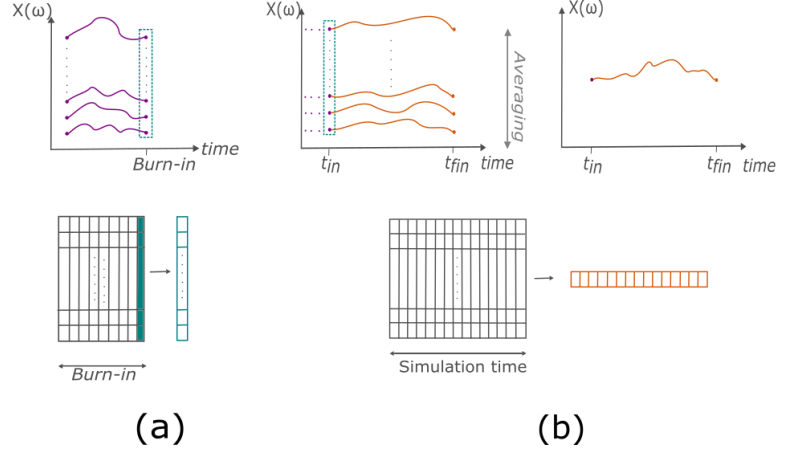 X(ω)
time
Burn-in
X(ω)
Averaging
t_in
t_fin time
X(ω)
t_in
t_fin time
Burn-in
Simulation time
(a)
(b)